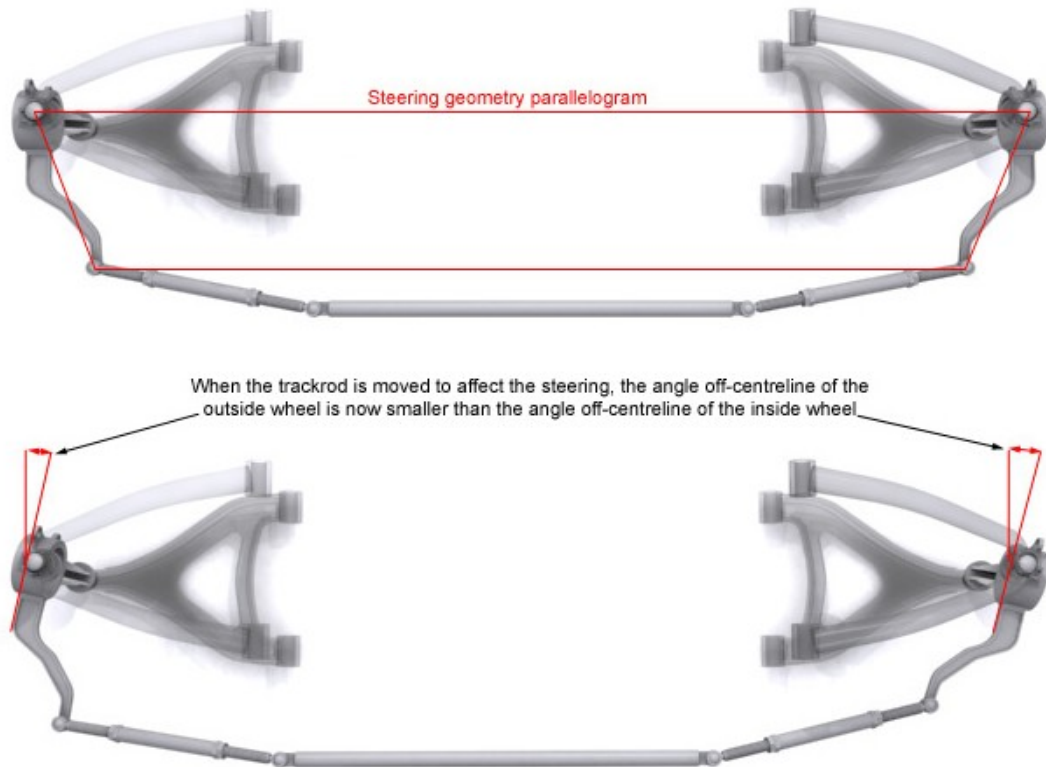 Steering geometry parallelogram
When the trackrod is moved to affect the steering, the angle off-centreline of the
outside wheel is now smaller than the angle off-centreline of the inside wheel